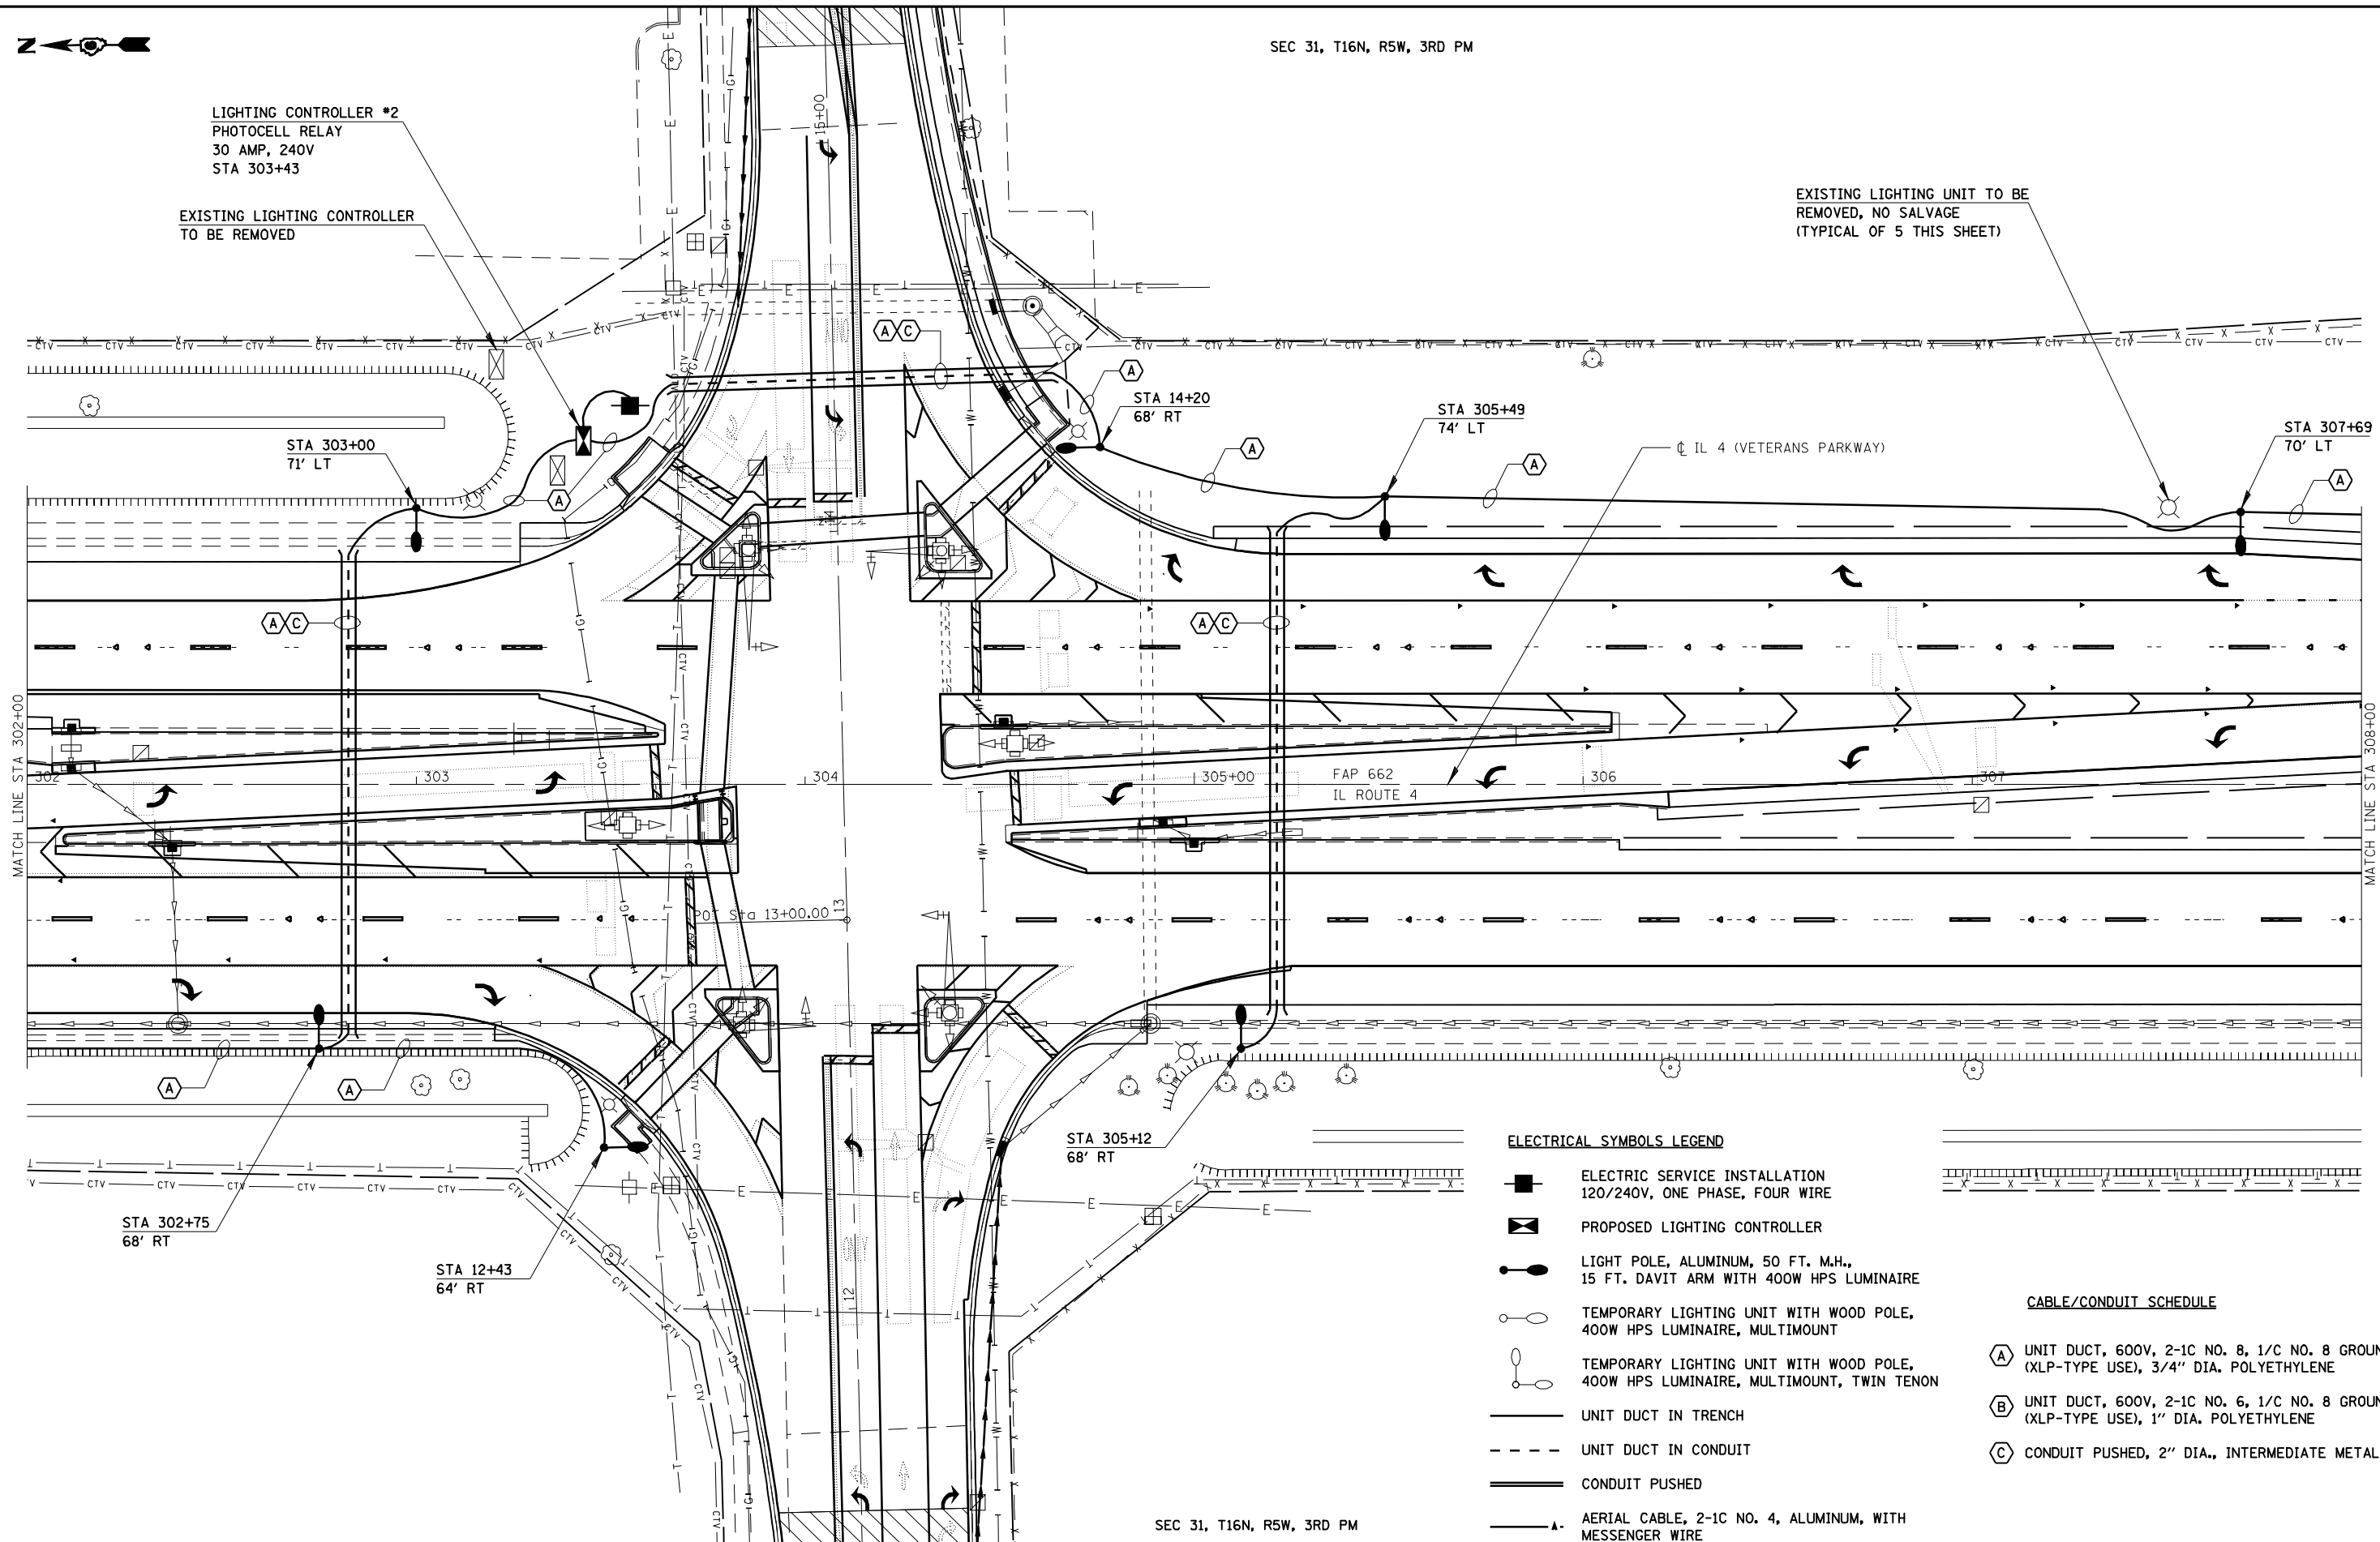 N
SEC 31, T16N, R5W, 3RD PM
LIGHTING CONTROLLER #2
PHOTOCELL RELAY
30 AMP, 240V
STA 303+43
EXISTING LIGHTING CONTROLLER
TO BE REMOVED
EXISTING LIGHTING UNIT TO BE
REMOVED, NO SALVAGE
(TYPICAL OF 5 THIS SHEET)
15+00
A C
A
STA 14+20
68' RT
STA 305+49
74' LT
℄ IL 4 (VETERANS PARKWAY)
STA 307+69
70' LT
STA 303+00
71' LT
A
A
A
A
A C
A C
14
MATCH LINE STA 302+00
302
303
304
305+00
306
307
FAP 662
IL ROUTE 4
MATCH LINE STA 308+00
POT Sta 13+00.00
13
A
A
STA 305+12
68' RT
STA 302+75
68' RT
STA 12+43
64' RT
ONLY
12
ELECTRICAL SYMBOLS LEGEND
ELECTRIC SERVICE INSTALLATION
120/240V, ONE PHASE, FOUR WIRE
PROPOSED LIGHTING CONTROLLER
LIGHT POLE, ALUMINUM, 50 FT. M.H.,
15 FT. DAVIT ARM WITH 400W HPS LUMINAIRE
TEMPORARY LIGHTING UNIT WITH WOOD POLE,
400W HPS LUMINAIRE, MULTIMOUNT
TEMPORARY LIGHTING UNIT WITH WOOD POLE,
400W HPS LUMINAIRE, MULTIMOUNT, TWIN TENON
UNIT DUCT IN TRENCH
UNIT DUCT IN CONDUIT
CONDUIT PUSHED
AERIAL CABLE, 2-1C NO. 4, ALUMINUM, WITH
MESSENGER WIRE
CABLE/CONDUIT SCHEDULE
A UNIT DUCT, 600V, 2-1C NO. 8, 1/C NO. 8 GROUN
(XLP-TYPE USE), 3/4" DIA. POLYETHYLENE
B UNIT DUCT, 600V, 2-1C NO. 6, 1/C NO. 8 GROUN
(XLP-TYPE USE), 1" DIA. POLYETHYLENE
C CONDUIT PUSHED, 2" DIA., INTERMEDIATE METAL
SEC 31, T16N, R5W, 3RD PM